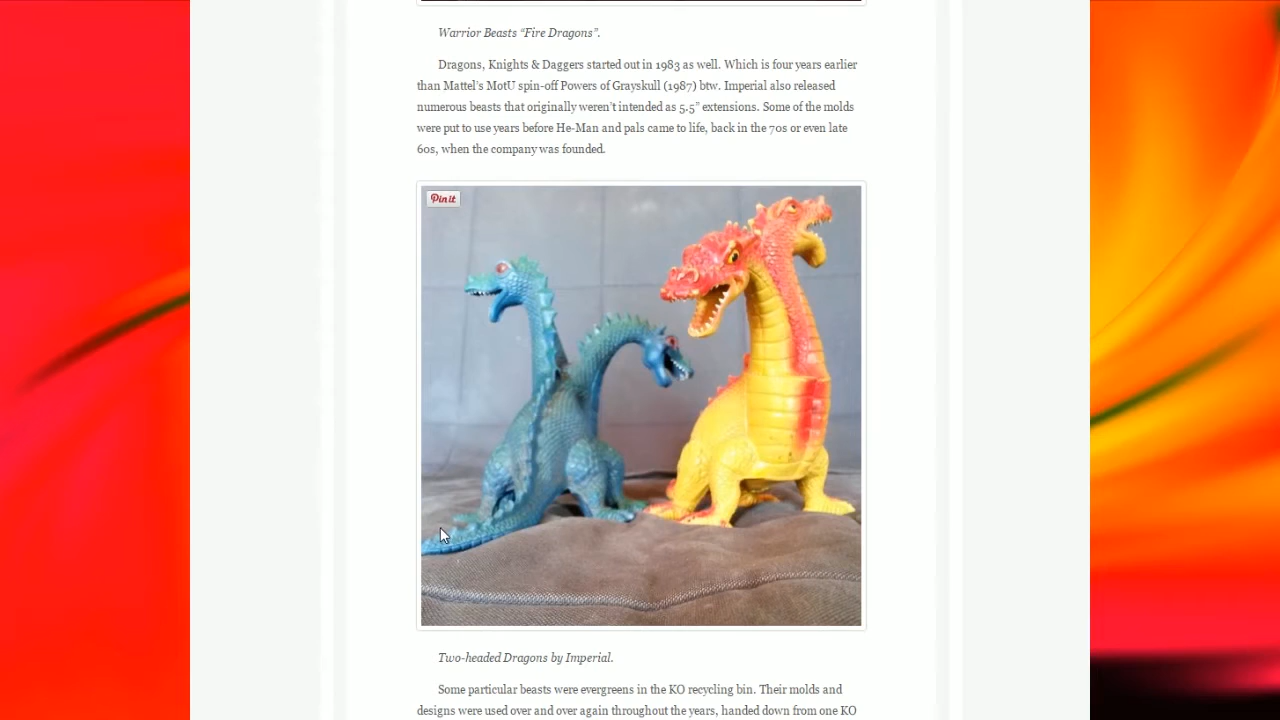 Warrior Beasts “Fire Dragons”.
Dragons, Knights & Daggers started out in 1983 as well. Which is four years earlier
than Mattel’s MotU spin-off Powers of Grayskull (1987) btw. Imperial also released
numerous beasts that originally weren’t intended as 5.5” extensions. Some of the molds
were put to use years before He-Man and pals came to life, back in the 70s or even late
60s, when the company was founded.
Pin it
Two-headed Dragons by Imperial.
Some particular beasts were evergreens in the KO recycling bin. Their molds and
designs were used over and over again throughout the years, handed down from one KO